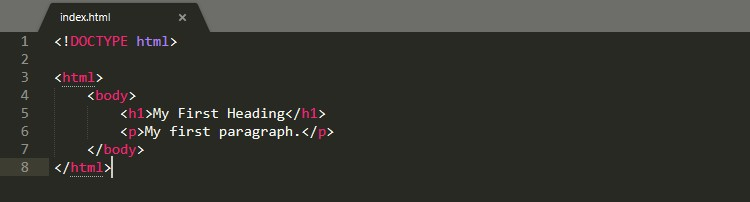 index.html ×
1 <!DOCTYPE html>
2
3 <html>
4     <body>
5         <h1>My First Heading</h1>
6         <p>My first paragraph.</p>
7     </body>
8 </html>